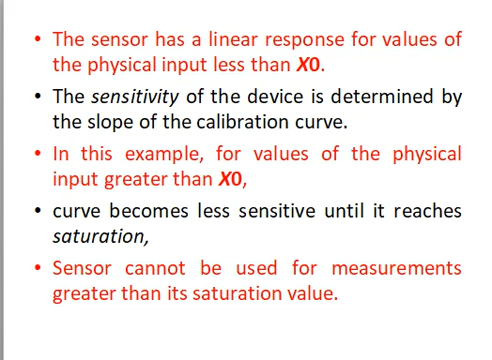 • The sensor has a linear response for values of
the physical input less than X0.
• The sensitivity of the device is determined by
the slope of the calibration curve.
• In this example, for values of the physical
input greater than X0,
• curve becomes less sensitive until it reaches
saturation,
• Sensor cannot be used for measurements
greater than its saturation value.